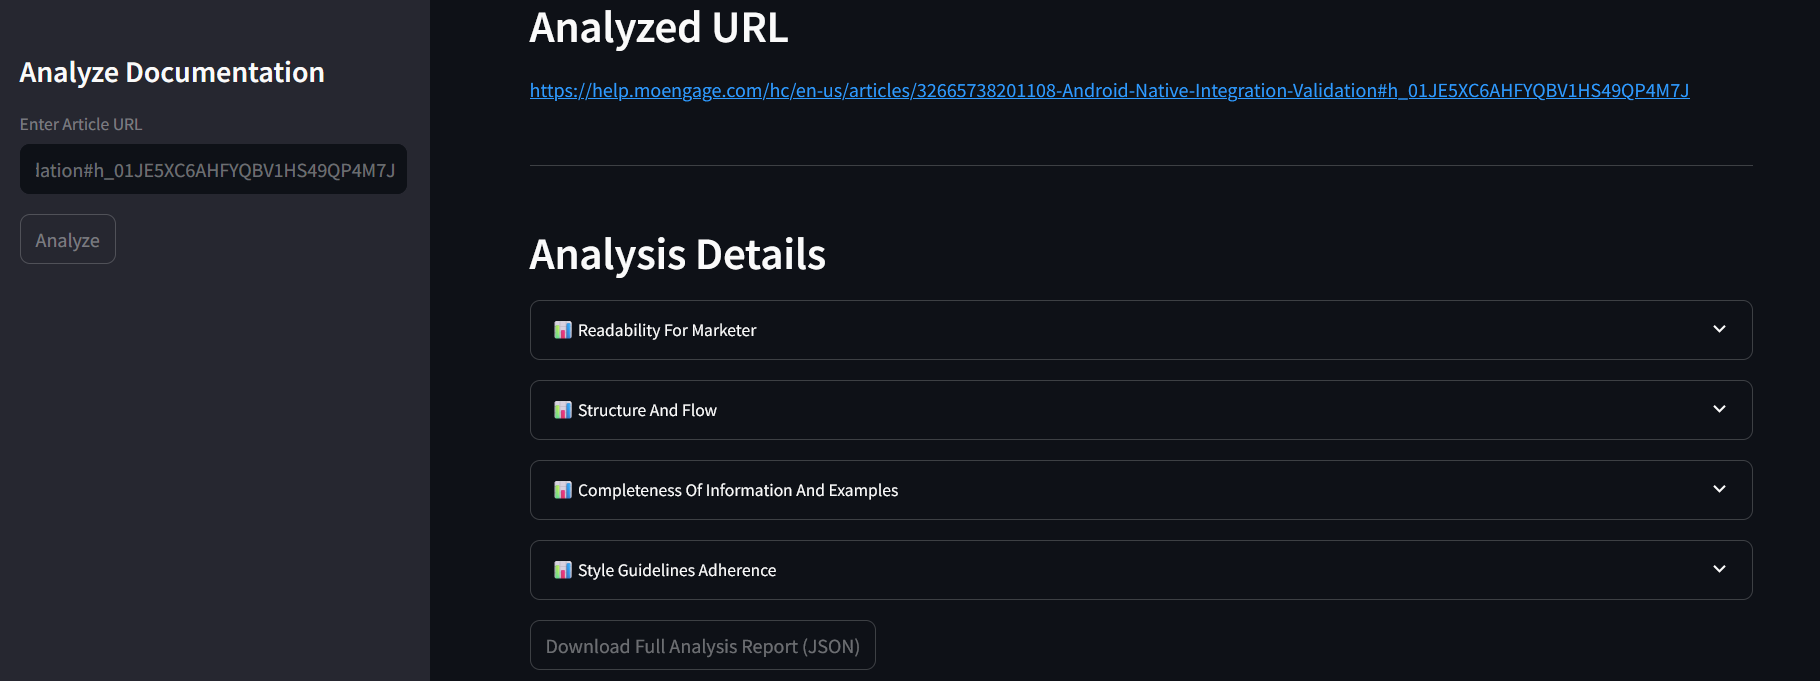 Analyze Documentation
Enter Article URL
lation#h_01JE5XC6AHFYQBV1HS49QP4M7J
Analyze
Analyzed URL
https://help.moengage.com/hc/en-us/articles/32665738201108-Android-Native-Integration-Validation#h_01JE5XC6AHFYQBV1HS49QP4M7J
Analysis Details
Readability For Marketer
Structure And Flow
Completeness Of Information And Examples
Style Guidelines Adherence
Download Full Analysis Report (JSON)